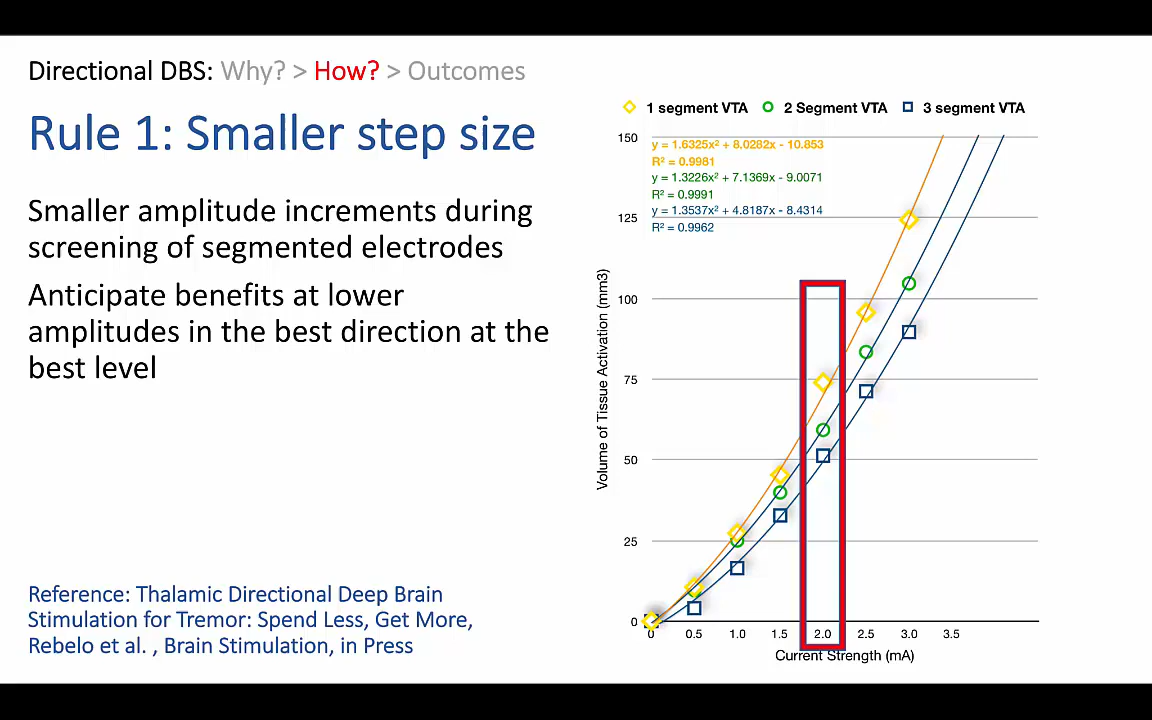 Directional DBS: Why? > How? > Outcomes
Rule 1: Smaller step size
Smaller amplitude increments during
screening of segmented electrodes
Anticipate benefits at lower
amplitudes in the best direction at the
best level
Reference: Thalamic Directional Deep Brain
Stimulation for Tremor: Spend Less, Get More,
Rebelo et al. , Brain Stimulation, in Press
1 segment VTA 2 Segment VTA 3 segment VTA
y = 1.6325x² + 8.0282x - 10.853
R² = 0.9981
y = 1.3226x² + 7.1369x - 9.0071
R² = 0.9991
y = 1.3537x² + 4.8187x - 8.4314
R² = 0.9962
Volume of Tissue Activation (mm3)
150
125
100
75
50
25
0
0 0.5 1.0 1.5 2.0 2.5 3.0 3.5
Current Strength (mA)